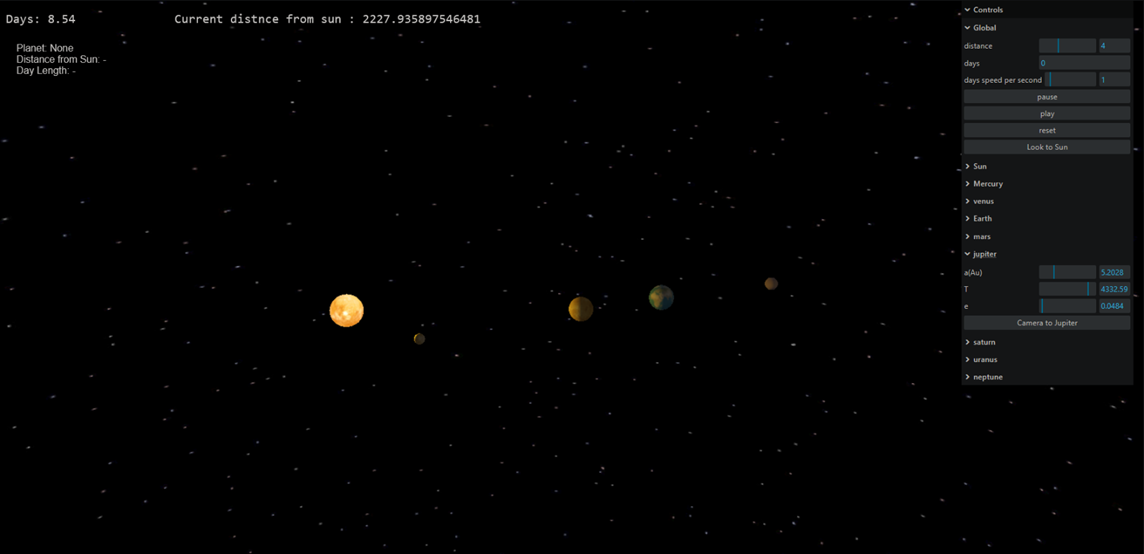 Days: 8.54
Current distnce from sun : 2227.935897546481
Planet: None
Distance from Sun: -
Day Length: -
Controls
Global
distance 4
days 0
days speed per second 1
pause
play
reset
Look to Sun
Sun
Mercury
venus
Earth
mars
jupiter
a(Au) 5.2028
T 4332.59
e 0.0484
Camera to Jupiter
saturn
uranus
neptune